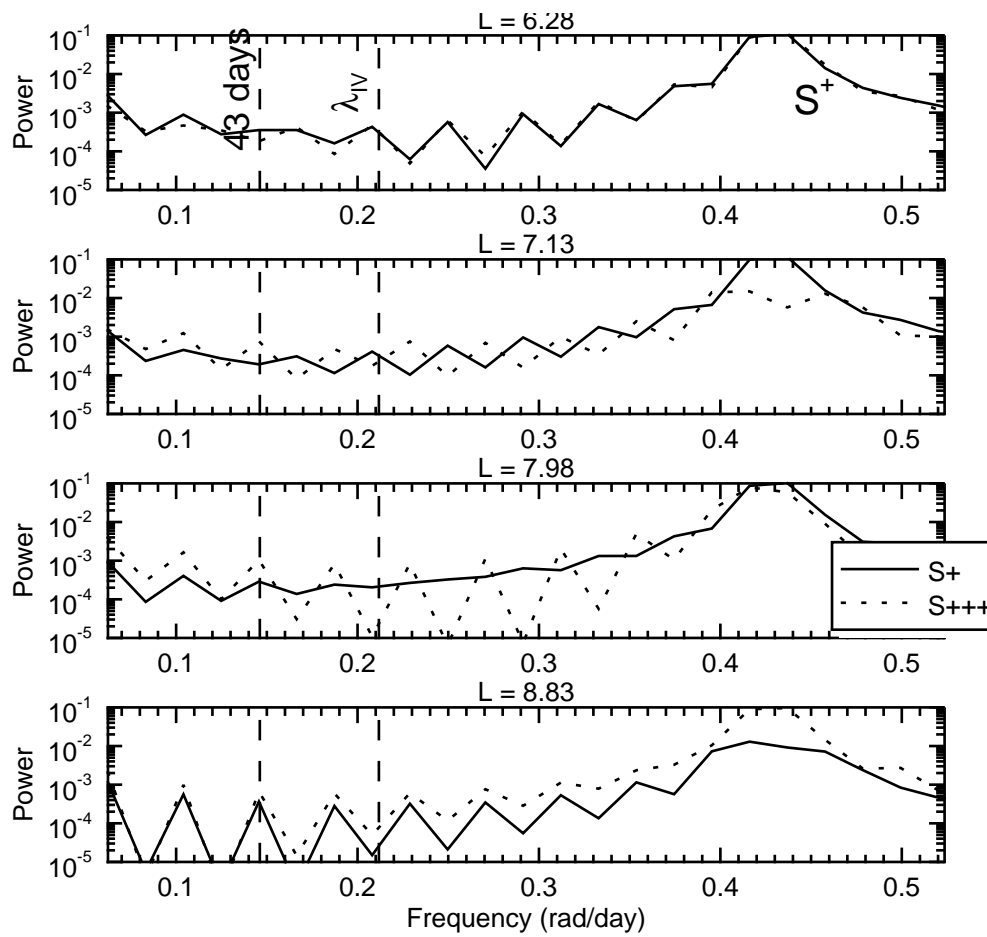 L = 6.28
Power
10^-1
10^-2
10^-3
10^-4
10^-5
43 days
λ_IV
S^+
0.1 0.2 0.3 0.4 0.5
L = 7.13
Power
10^-1
10^-2
10^-3
10^-4
10^-5
0.1 0.2 0.3 0.4 0.5
L = 7.98
Power
10^-1
10^-2
10^-3
10^-4
10^-5
S+
S+++
0.1 0.2 0.3 0.4 0.5
L = 8.83
Power
10^-1
10^-2
10^-3
10^-4
10^-5
0.1 0.2 0.3 0.4 0.5
Frequency (rad/day)